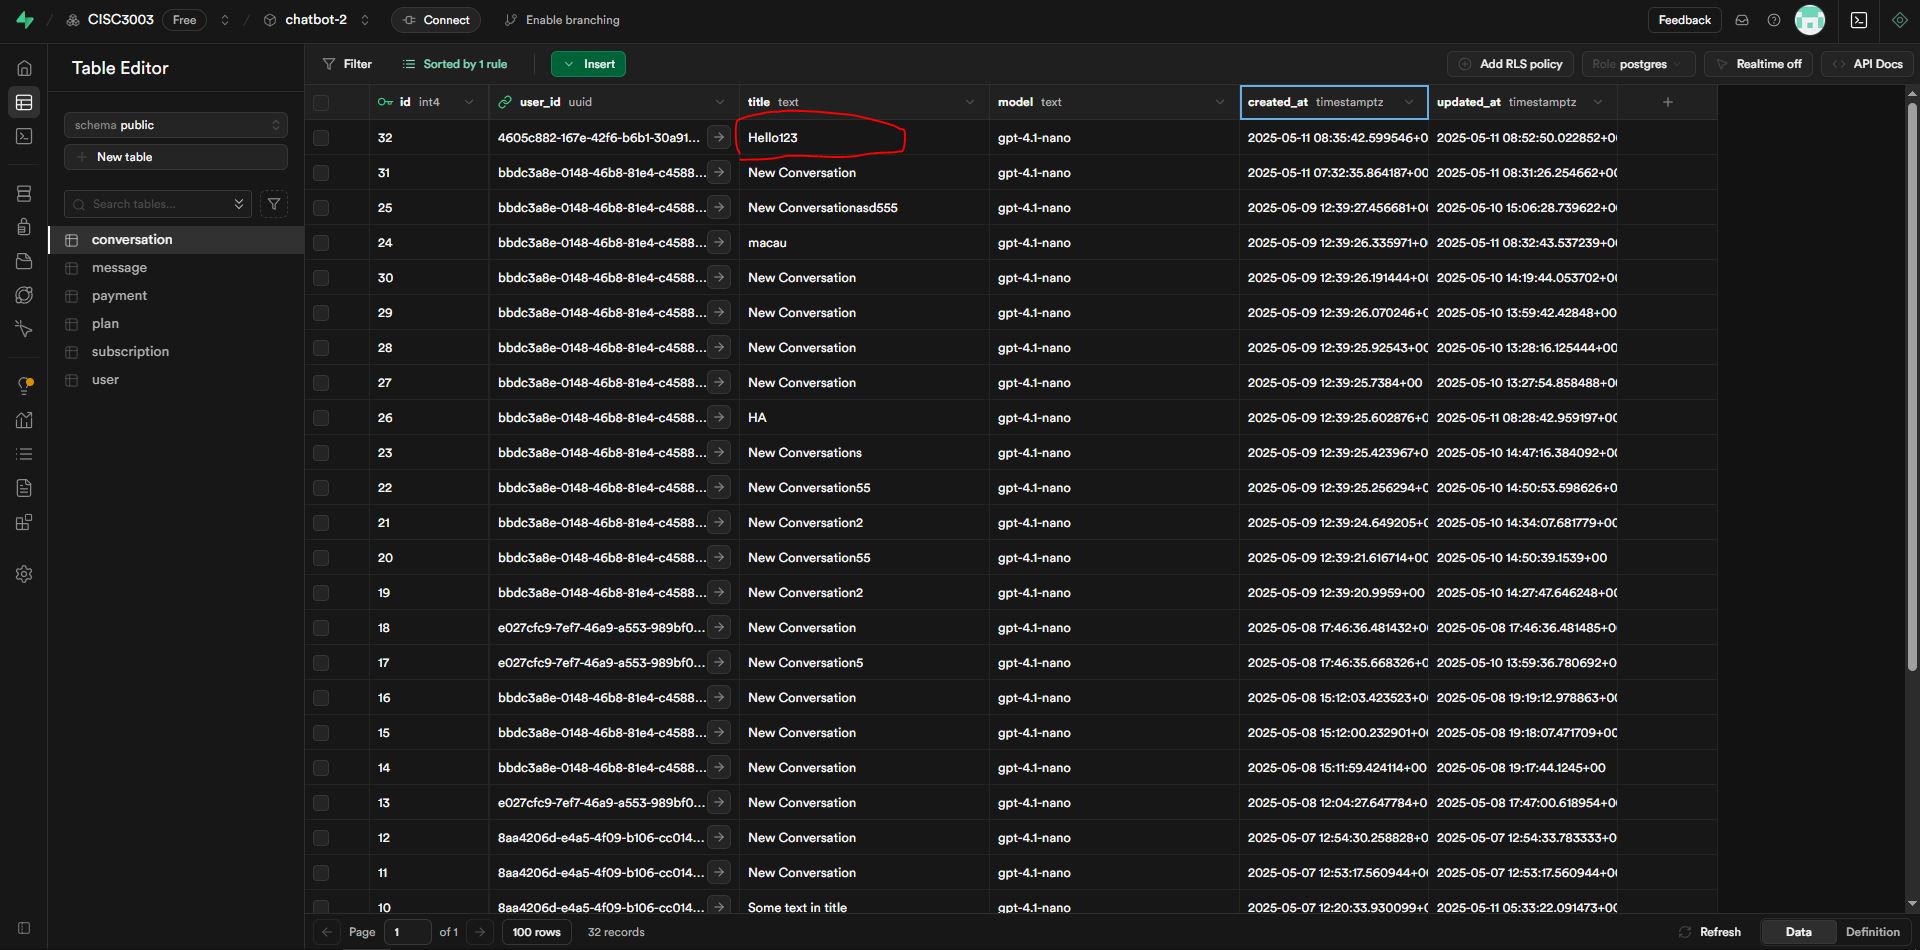 CISC3003 Free chatbot-2 Connect Enable branching Feedback
Table Editor
Filter Sorted by 1 rule Insert Add RLS policy Role postgres Realtime off API Docs
schema public
New table
Search tables...
conversation
message
payment
plan
subscription
user
id int4 user_id uuid title text model text created_at timestamptz updated_at timestamptz
32 4605c882-167e-42f6-b6b1-30a91... Hello123 gpt-4.1-nano 2025-05-11 08:35:42.599546+0 2025-05-11 08:52:50.022852+0
31 bbdc3a8e-0148-46b8-81e4-c4588... New Conversation gpt-4.1-nano 2025-05-11 07:32:35.864187+00 2025-05-11 08:31:26.254662+00
25 bbdc3a8e-0148-46b8-81e4-c4588... New Conversationasd555 gpt-4.1-nano 2025-05-09 12:39:27.456681+0 2025-05-10 15:06:28.739622+0
24 bbdc3a8e-0148-46b8-81e4-c4588... macau gpt-4.1-nano 2025-05-09 12:39:26.335971+0 2025-05-11 08:32:43.537239+0
30 bbdc3a8e-0148-46b8-81e4-c4588... New Conversation gpt-4.1-nano 2025-05-09 12:39:26.191444+00 2025-05-10 14:19:44.053702+00
29 bbdc3a8e-0148-46b8-81e4-c4588... New Conversation gpt-4.1-nano 2025-05-09 12:39:26.070246+0 2025-05-10 13:59:42.42848+00
28 bbdc3a8e-0148-46b8-81e4-c4588... New Conversation gpt-4.1-nano 2025-05-09 12:39:25.92543+00 2025-05-10 13:28:16.125444+00
27 bbdc3a8e-0148-46b8-81e4-c4588... New Conversation gpt-4.1-nano 2025-05-09 12:39:25.7384+00 2025-05-10 13:27:54.858488+0
26 bbdc3a8e-0148-46b8-81e4-c4588... HA gpt-4.1-nano 2025-05-09 12:39:25.602876+0 2025-05-11 08:28:42.959197+00
23 bbdc3a8e-0148-46b8-81e4-c4588... New Conversations gpt-4.1-nano 2025-05-09 12:39:25.423967+0 2025-05-10 14:47:16.384092+00
22 bbdc3a8e-0148-46b8-81e4-c4588... New Conversation55 gpt-4.1-nano 2025-05-09 12:39:25.256294+0 2025-05-10 14:50:53.598626+0
21 bbdc3a8e-0148-46b8-81e4-c4588... New Conversation2 gpt-4.1-nano 2025-05-09 12:39:24.649205+0 2025-05-10 14:34:07.681779+00
20 bbdc3a8e-0148-46b8-81e4-c4588... New Conversation55 gpt-4.1-nano 2025-05-09 12:39:21.616714+00 2025-05-10 14:50:39.1539+00
19 bbdc3a8e-0148-46b8-81e4-c4588... New Conversation2 gpt-4.1-nano 2025-05-09 12:39:20.9959+00 2025-05-10 14:27:47.646248+00
18 e027cfc9-7ef7-46a9-a553-989bf0... New Conversation gpt-4.1-nano 2025-05-08 17:46:36.481432+0 2025-05-08 17:46:36.481485+0
17 e027cfc9-7ef7-46a9-a553-989bf0... New Conversation5 gpt-4.1-nano 2025-05-08 17:46:35.668326+0 2025-05-10 13:59:36.780692+0
16 bbdc3a8e-0148-46b8-81e4-c4588... New Conversation gpt-4.1-nano 2025-05-08 15:12:03.423523+00 2025-05-08 19:19:12.978863+00
15 bbdc3a8e-0148-46b8-81e4-c4588... New Conversation gpt-4.1-nano 2025-05-08 15:12:00.232901+00 2025-05-08 19:18:07.471709+00
14 bbdc3a8e-0148-46b8-81e4-c4588... New Conversation gpt-4.1-nano 2025-05-08 15:11:59.424114+00 2025-05-08 19:17:44.1245+00
13 e027cfc9-7ef7-46a9-a553-989bf0... New Conversation gpt-4.1-nano 2025-05-08 12:04:27.647784+0 2025-05-08 17:47:00.618954+0
12 8aa4206d-e4a5-4f09-b106-cc014... New Conversation gpt-4.1-nano 2025-05-07 12:54:30.258828+0 2025-05-07 12:54:33.783333+0
11 8aa4206d-e4a5-4f09-b106-cc014... New Conversation gpt-4.1-nano 2025-05-07 12:53:17.560944+00 2025-05-07 12:53:17.560944+00
10 8aa4206d-e4a5-4f09-b106-cc014... Some text in title gpt-4.1-nano 2025-05-07 12:20:33.930099+0 2025-05-11 05:33:22.091473+00
Page 1 of 1 100 rows 32 records Refresh Data Definition